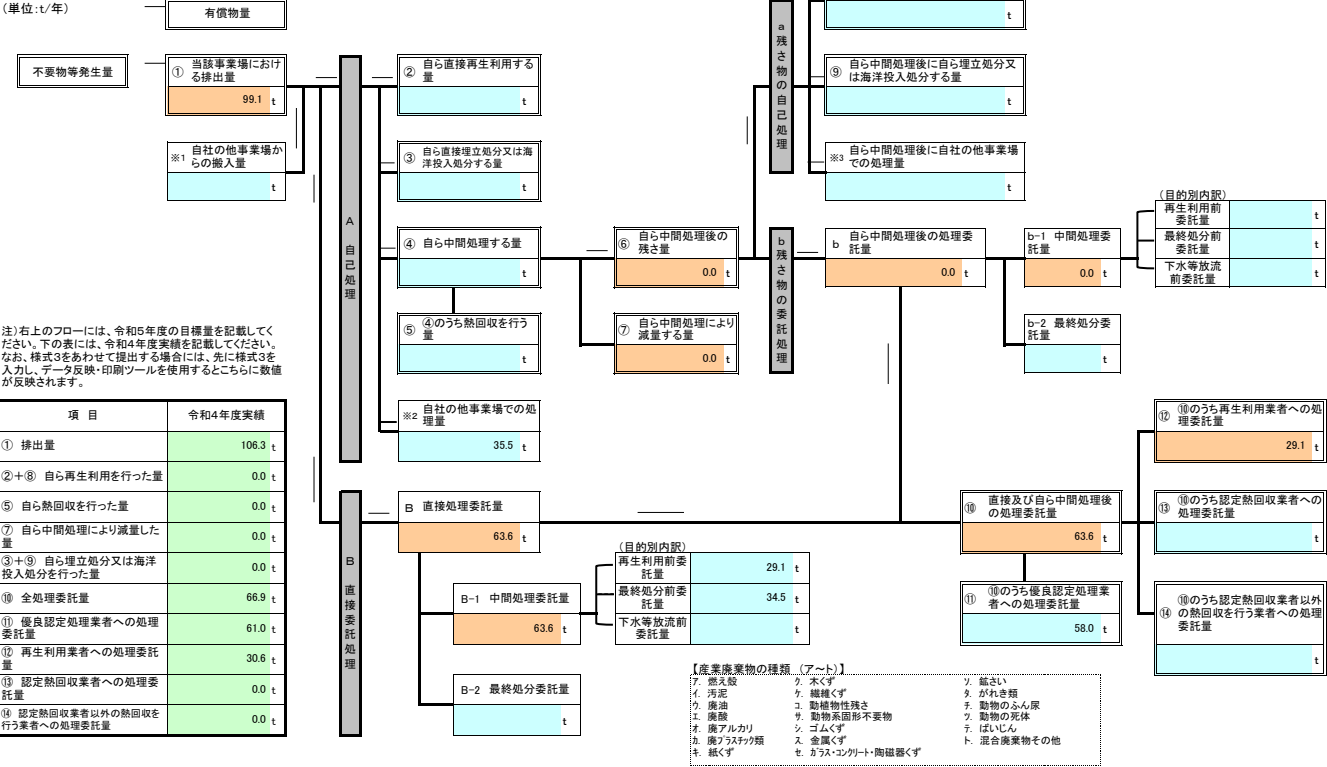 (単位:t/年)
有償物量
不要物等発生量
① 当該事業場におけ
る排出量
99.1 t
※1 自社の他事業場か
らの搬入量
t
A 自己処理
② 自ら直接再生利用する
量
t
③ 自ら直接埋立処分又は海
洋投入処分する量
t
④ 自ら中間処理する量
t
⑤ ④のうち熱回収を行う
量
t
※2 自社の他事業場での処
理量
35.5 t
⑥ 自ら中間処理後の
残さ量
0.0 t
⑦ 自ら中間処理により
減量する量
0.0 t
a 残さ物の自己処理
t
⑨ 自ら中間処理後に自ら埋立処分又
は海洋投入処分する量
t
※3 自ら中間処理後に自社の他事業場
での処理量
t
b 残さ物の委託処理
b 自ら中間処理後の処理委
託量
0.0 t
b-1 中間処理委
託量
0.0 t
(目的別内訳)
再生利用前
委託量
t
最終処分前
委託量
t
下水等放流
前委託量
t
b-2 最終処分委
託量
t
注)右上のフローには、令和5年度の目標量を記載してく
ださい。下の表には、令和4年度実績を記載してください。
なお、様式3をあわせて提出する場合には、先に様式3を
入力し、データ反映・印刷ツールを使用するとこちらに数値
が反映されます。
項 目 令和4年度実績
① 排出量 106.3 t
②+⑧ 自ら再生利用を行った量 0.0 t
⑤ 自ら熱回収を行った量 0.0 t
⑦ 自ら中間処理により減量した
量 0.0 t
③+⑨ 自ら埋立処分又は海洋
投入処分を行った量 0.0 t
⑩ 全処理委託量 66.9 t
⑪ 優良認定処理業者への処理
委託量 61.0 t
⑫ 再生利用業者への処理委託
量 30.6 t
⑬ 認定熱回収業者への処理委
託量 0.0 t
⑭ 認定熱回収業者以外の熱回収を
行う業者への処理委託量 0.0 t
B 直接委託処理
B 直接処理委託量
63.6 t
B-1 中間処理委託量
63.6 t
(目的別内訳)
再生利用前委
託量
29.1 t
最終処分前委
託量
34.5 t
下水等放流前
委託量
t
B-2 最終処分委託量
t
⑩ 直接及び自ら中間処理後
の処理委託量
63.6 t
⑪ ⑩のうち優良認定処理業
者への処理委託量
58.0 t
⑫ ⑩のうち再生利用業者への処
理委託量
29.1 t
⑬ ⑩のうち認定熱回収業者への
処理委託量
t
⑭ ⑩のうち認定熱回収業者以外
の熱回収を行う業者への処理
委託量
t
【産業廃棄物の種類 (ア~ト)】
ア. 燃え殻 ク. 木くず ソ. 鉱さい
イ. 汚泥 ケ. 繊維くず タ. がれき類
ウ. 廃油 コ. 動植物性残さ チ. 動物のふん尿
エ. 廃酸 サ. 動物系固形不要物 ツ. 動物の死体
オ. 廃アルカリ シ. ゴムくず テ. ばいじん
カ. 廃プラスチック類 ス. 金属くず ト. 混合廃棄物その他
キ. 紙くず セ. ガラス・コンクリート・陶磁器くず